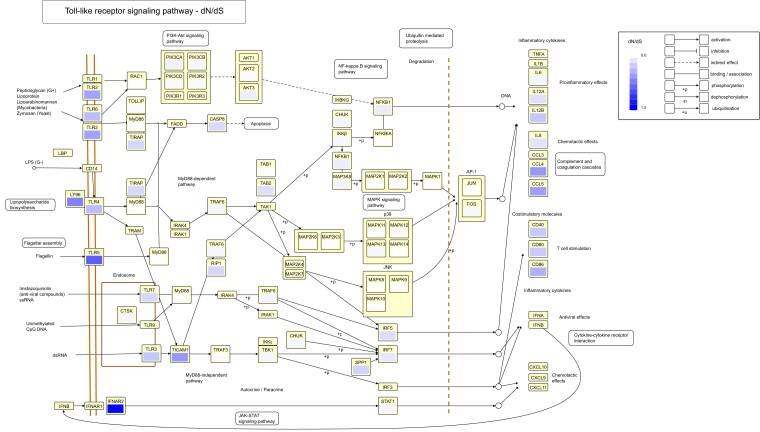 Toll-like receptor signaling pathway - dN/dS
PI3K-Akt signaling
pathway
Ubiquitin mediated
proteolysis
Inflammatory cytokines
dN/dS
0.0
1.5
activation
inhibition
indirect effect
binding / association
phosphorylation
dephosphorylation
ubiquitination
+p
-p
+u
PIK3CA
PIK3CB
PIK3CD
PIK3R2
PIK3R1
PIK3R3
AKT1
AKT2
AKT3
NF-kappa B signaling
pathway
Degradation
TNFA
IL1B
IL6
Proinflammatory effects
IL12A
IL12B
TLR1
TLR2
TLR6
TLR2
RAC1
Peptidoglycan (G+)
Lipoprotein
Lipoarabinomannan
(Mycobacteria)
Zymosan (Yeast)
TOLLIP
MyD88
TIRAP
FADD
CASP8
Apoptosis
IKBKG
CHUK
IKKβ
NFKB1
NFKB1
NFKBIA
DNA
IL8
Chemotactic effects
CCL3
CCL4
CCL5
Complement and
coagulation cascades
LBP
LPS (G-)
CD14
TIRAP
MyD88-dependent
pathway
TAB1
TAB2
TAK1
MAP3K8
MAP2K1
MAP2K2
MAPK1
AP-1
JUN
FOS
LY96
TLR4
MyD88
Lipopolysaccharide
biosynthesis
TRAF6
IRAK4
IRAK1
TRAM
MAPK signaling
pathway
p38
MAPK11
MAPK12
MAPK13
MAPK14
MAP2K6
MAP2K3
Costimulatory molecules
CD40
CD80
CD86
T cell stimulation
Flagellar assembly
Flagellin
TLR5
MyD88
TRAF6
RIP1
MAP2K4
MAP2K7
JNK
MAPK8
MAPK9
MAPK10
Endosome
Imidazoquinolin
(anti-viral compounds)
ssRNA
TLR7
CTSK
MyD88
IRAK4
TRAF6
IRAK1
Inflammatory cytokines
IFNA
IFNB
Antiviral effects
Unmethylated
CpG DNA
TLR9
IRF5
Cytokine-cytokine receptor
interaction
dsRNA
TLR3
TICAM1
TRAF3
TBK1
CHUK
SPP1
IRF7
IRF3
MyD88-independent
pathway
CXCL10
CXCL9
CXCL11
Chemotactic
effects
Autocrine / Paracrine
IFNB
IFNAR1
IFNAR2
STAT1
JAK-STAT
signaling pathway